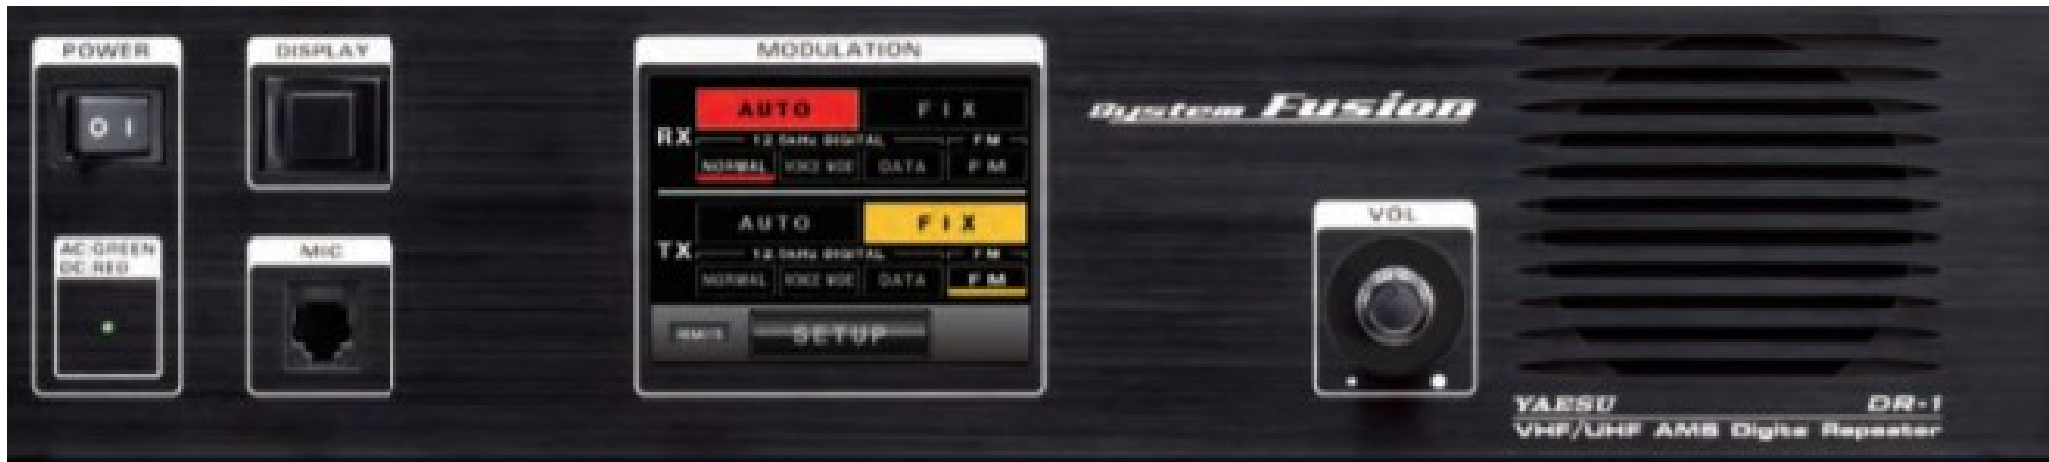 POWER
O I
AC:GREEN
DC:RED
DISPLAY
MIC
MODULATION
AUTO FIX
RX
12.5kHz DIGITAL FM
NORMAL VOICE WIDE DATA FM
AUTO FIX
TX
12.5kHz DIGITAL FM
NORMAL VOICE WIDE DATA FM
REMOTE SETUP
System Fusion
VOL
YAESU DR-1
VHF/UHF AMS Digital Repeater